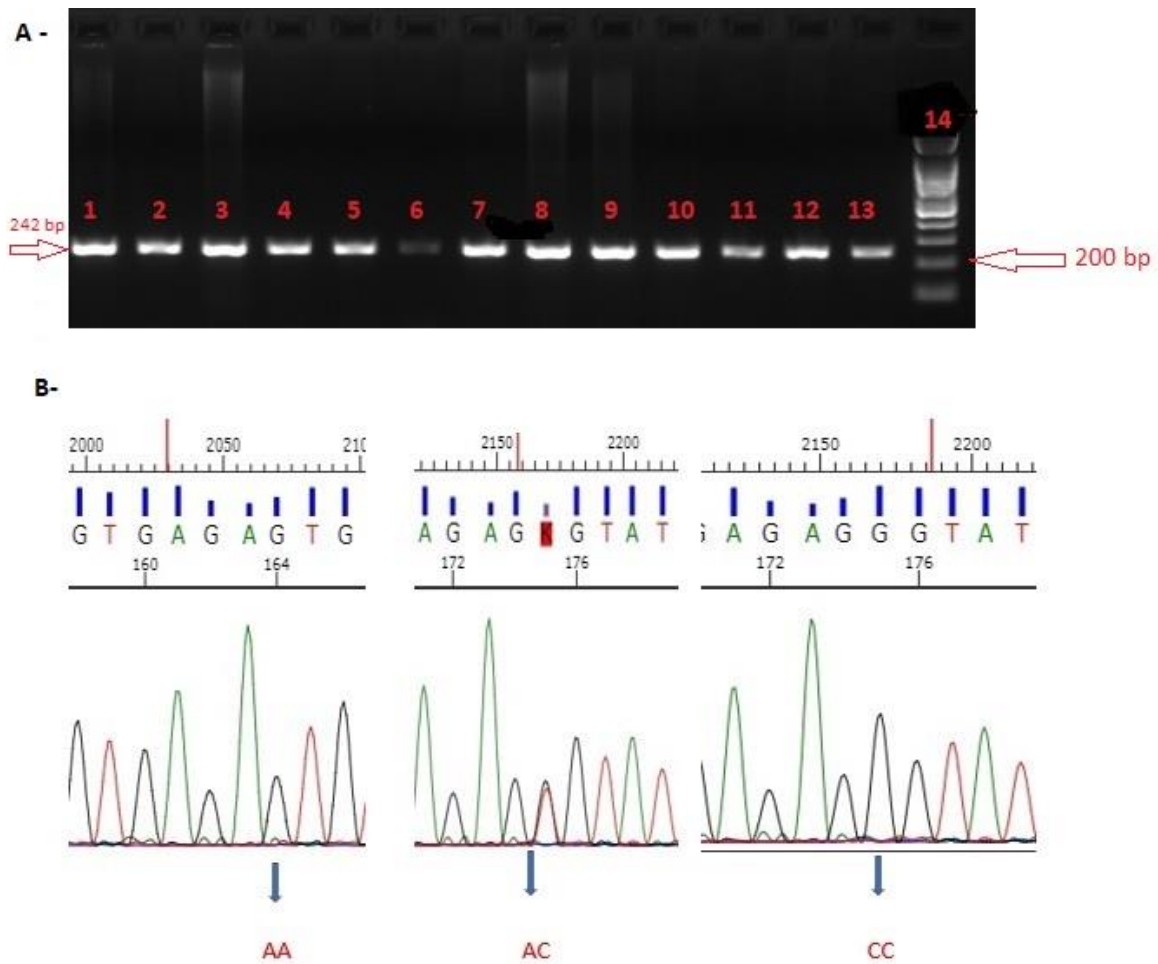 A -
14
1 2 3 4 5 6 7 8 9 10 11 12 13
242 bp
200 bp
B-
2000 2050 210
G T G A G A G T G
160 164
2150 2200
A G A G K G T A T
172 176
2150 2200
A G A G G G T A T
172 176
AA AC CC